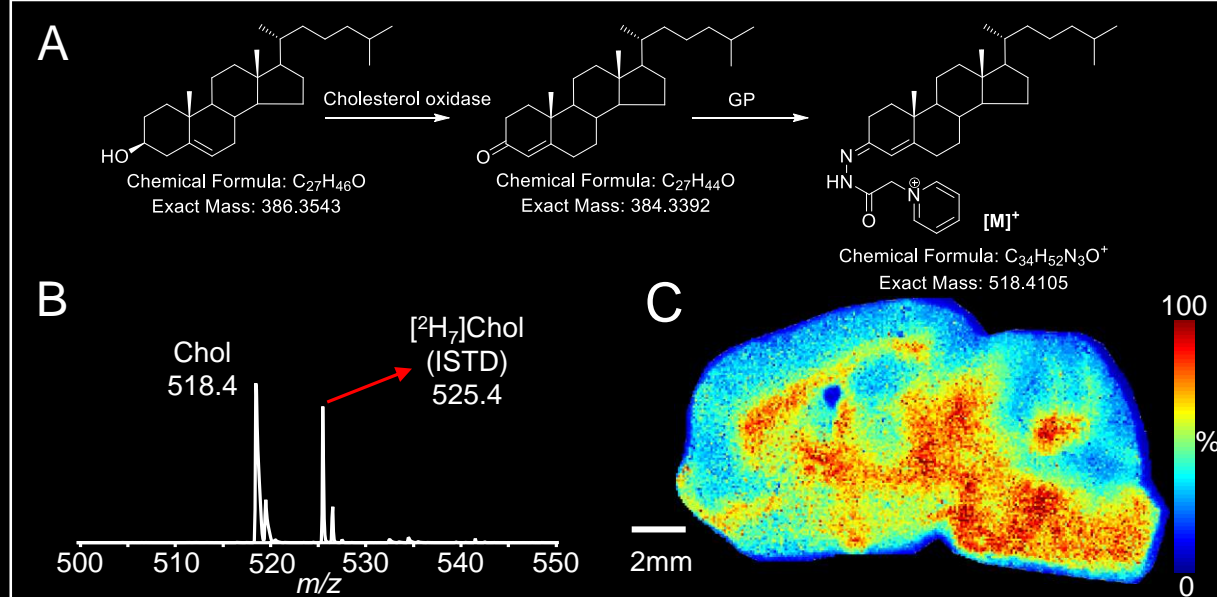 A
Cholesterol oxidase
GP
HO
O
N
HN
O
N
+
[M]⁺
Chemical Formula: C₂₇H₄₆O
Exact Mass: 386.3543
Chemical Formula: C₂₇H₄₄O
Exact Mass: 384.3392
Chemical Formula: C₃₄H₅₂N₃O⁺
Exact Mass: 518.4105
B
Chol
518.4
[²H₇]Chol
(ISTD)
525.4
500 510 520 530 540 550
m/z
C
2mm
100
%
0